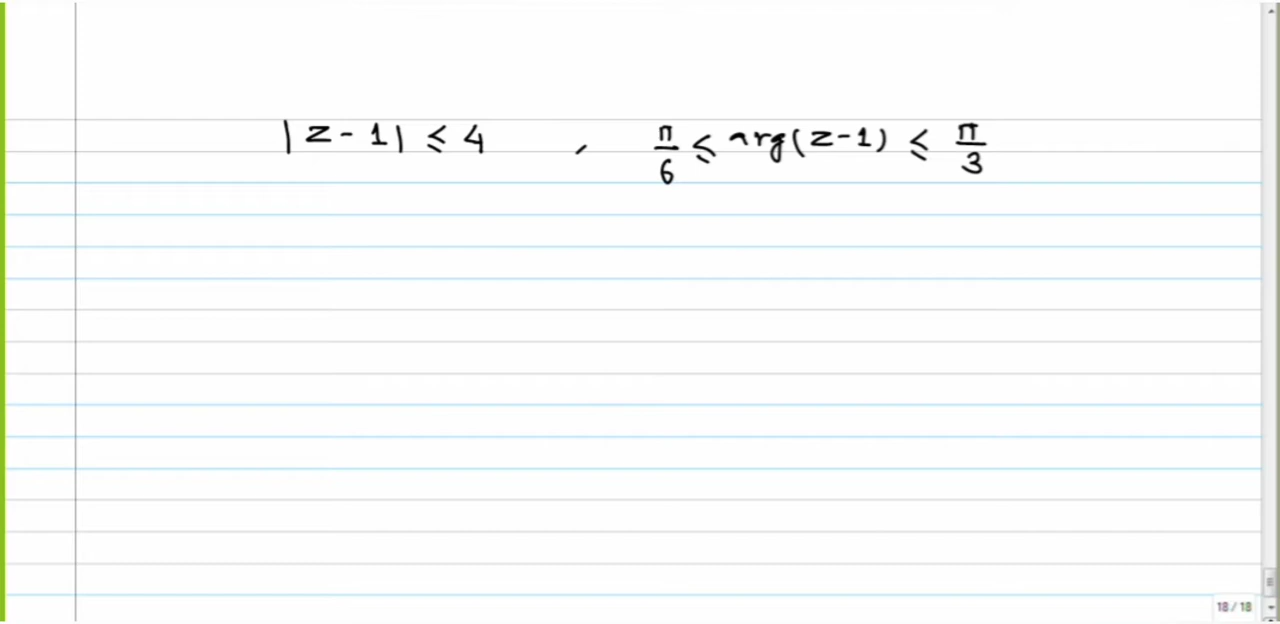 |z-1| ≤ 4 , π/6 ≤ arg(z-1) ≤ π/3
18 / 18